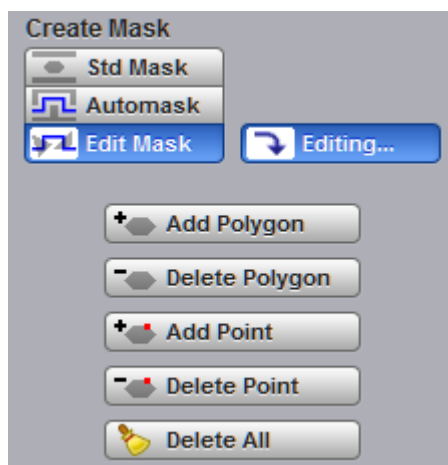 Create Mask
Std Mask
Automask
Edit Mask Editing...
Add Polygon
Delete Polygon
Add Point
Delete Point
Delete All